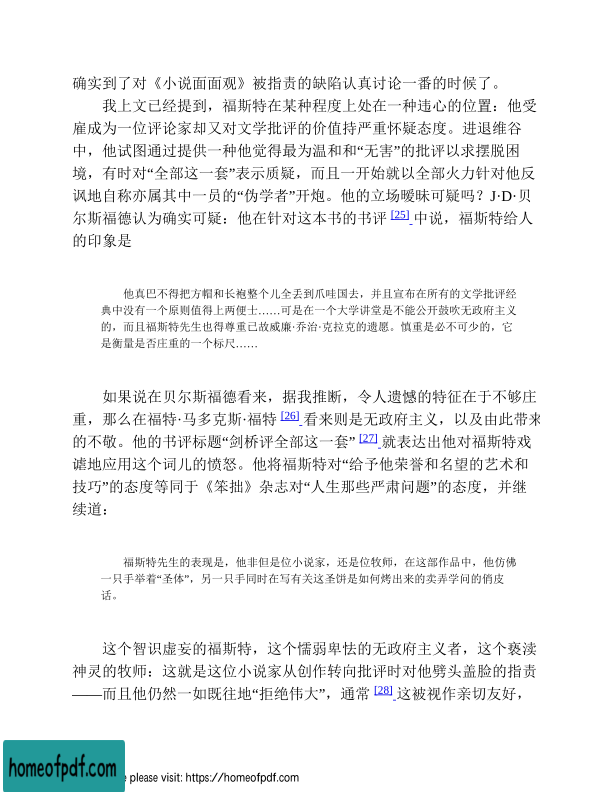 确实到了对《小说面面观》被指责的缺陷认真讨论一番的时候了。
我上文已经提到，福斯特在某种程度上处在一种违心的位置：他受
雇成为一位评论家却又对文学批评的价值持严重怀疑态度。进退维谷
中，他试图通过提供一种他觉得最为温和和“无害”的批评以求摆脱困
境，有时对“全部这一套”表示质疑，而且一开始就以全部火力针对他反
讽地自称亦属其中一员的“伪学者”开炮。他的立场暧昧可疑吗？J·D·贝
尔斯福德认为确实可疑：他在针对这本书的书评 [25] 中说，福斯特给人
的印象是
他真巴不得把方帽和长袍整个儿全丢到爪哇国去，并且宣布在所有的文学批评经
典中没有一个原则值得上两便士……可是在一个大学讲堂是不能公开鼓吹无政府主义
的，而且福斯特先生也得尊重已故威廉·乔治·克拉克的遗愿。慎重是必不可少的，它
是衡量是否庄重的一个标尺……
如果说在贝尔斯福德看来，据我推断，令人遗憾的特征在于不够庄
重，那么在福特·马多克斯·福特 [26] 看来则是无政府主义，以及由此带来
的不敬。他的书评标题“剑桥评全部这一套” [27] 就表达出他对福斯特戏
谑地应用这个词儿的愤怒。他将福斯特对“给予他荣誉和名望的艺术和
技巧”的态度等同于《笨拙》杂志对“人生那些严肃问题”的态度，并继
续道：
福斯特先生的表现是，他非但是位小说家，还是位牧师，在这部作品中，他仿佛
一只手举着“圣体”，另一只手同时在写有关这圣饼是如何烤出来的卖弄学问的俏皮
话。
这个智识虚妄的福斯特，这个懦弱卑怯的无政府主义者，这个亵渎
神灵的牧师：这就是这位小说家从创作转向批评时对他劈头盖脸的指责
——而且他仍然一如既往地“拒绝伟大”，通常 [28] 这被视作亲切友好，
homeofpdf.com
please visit: https://homeofpdf.com